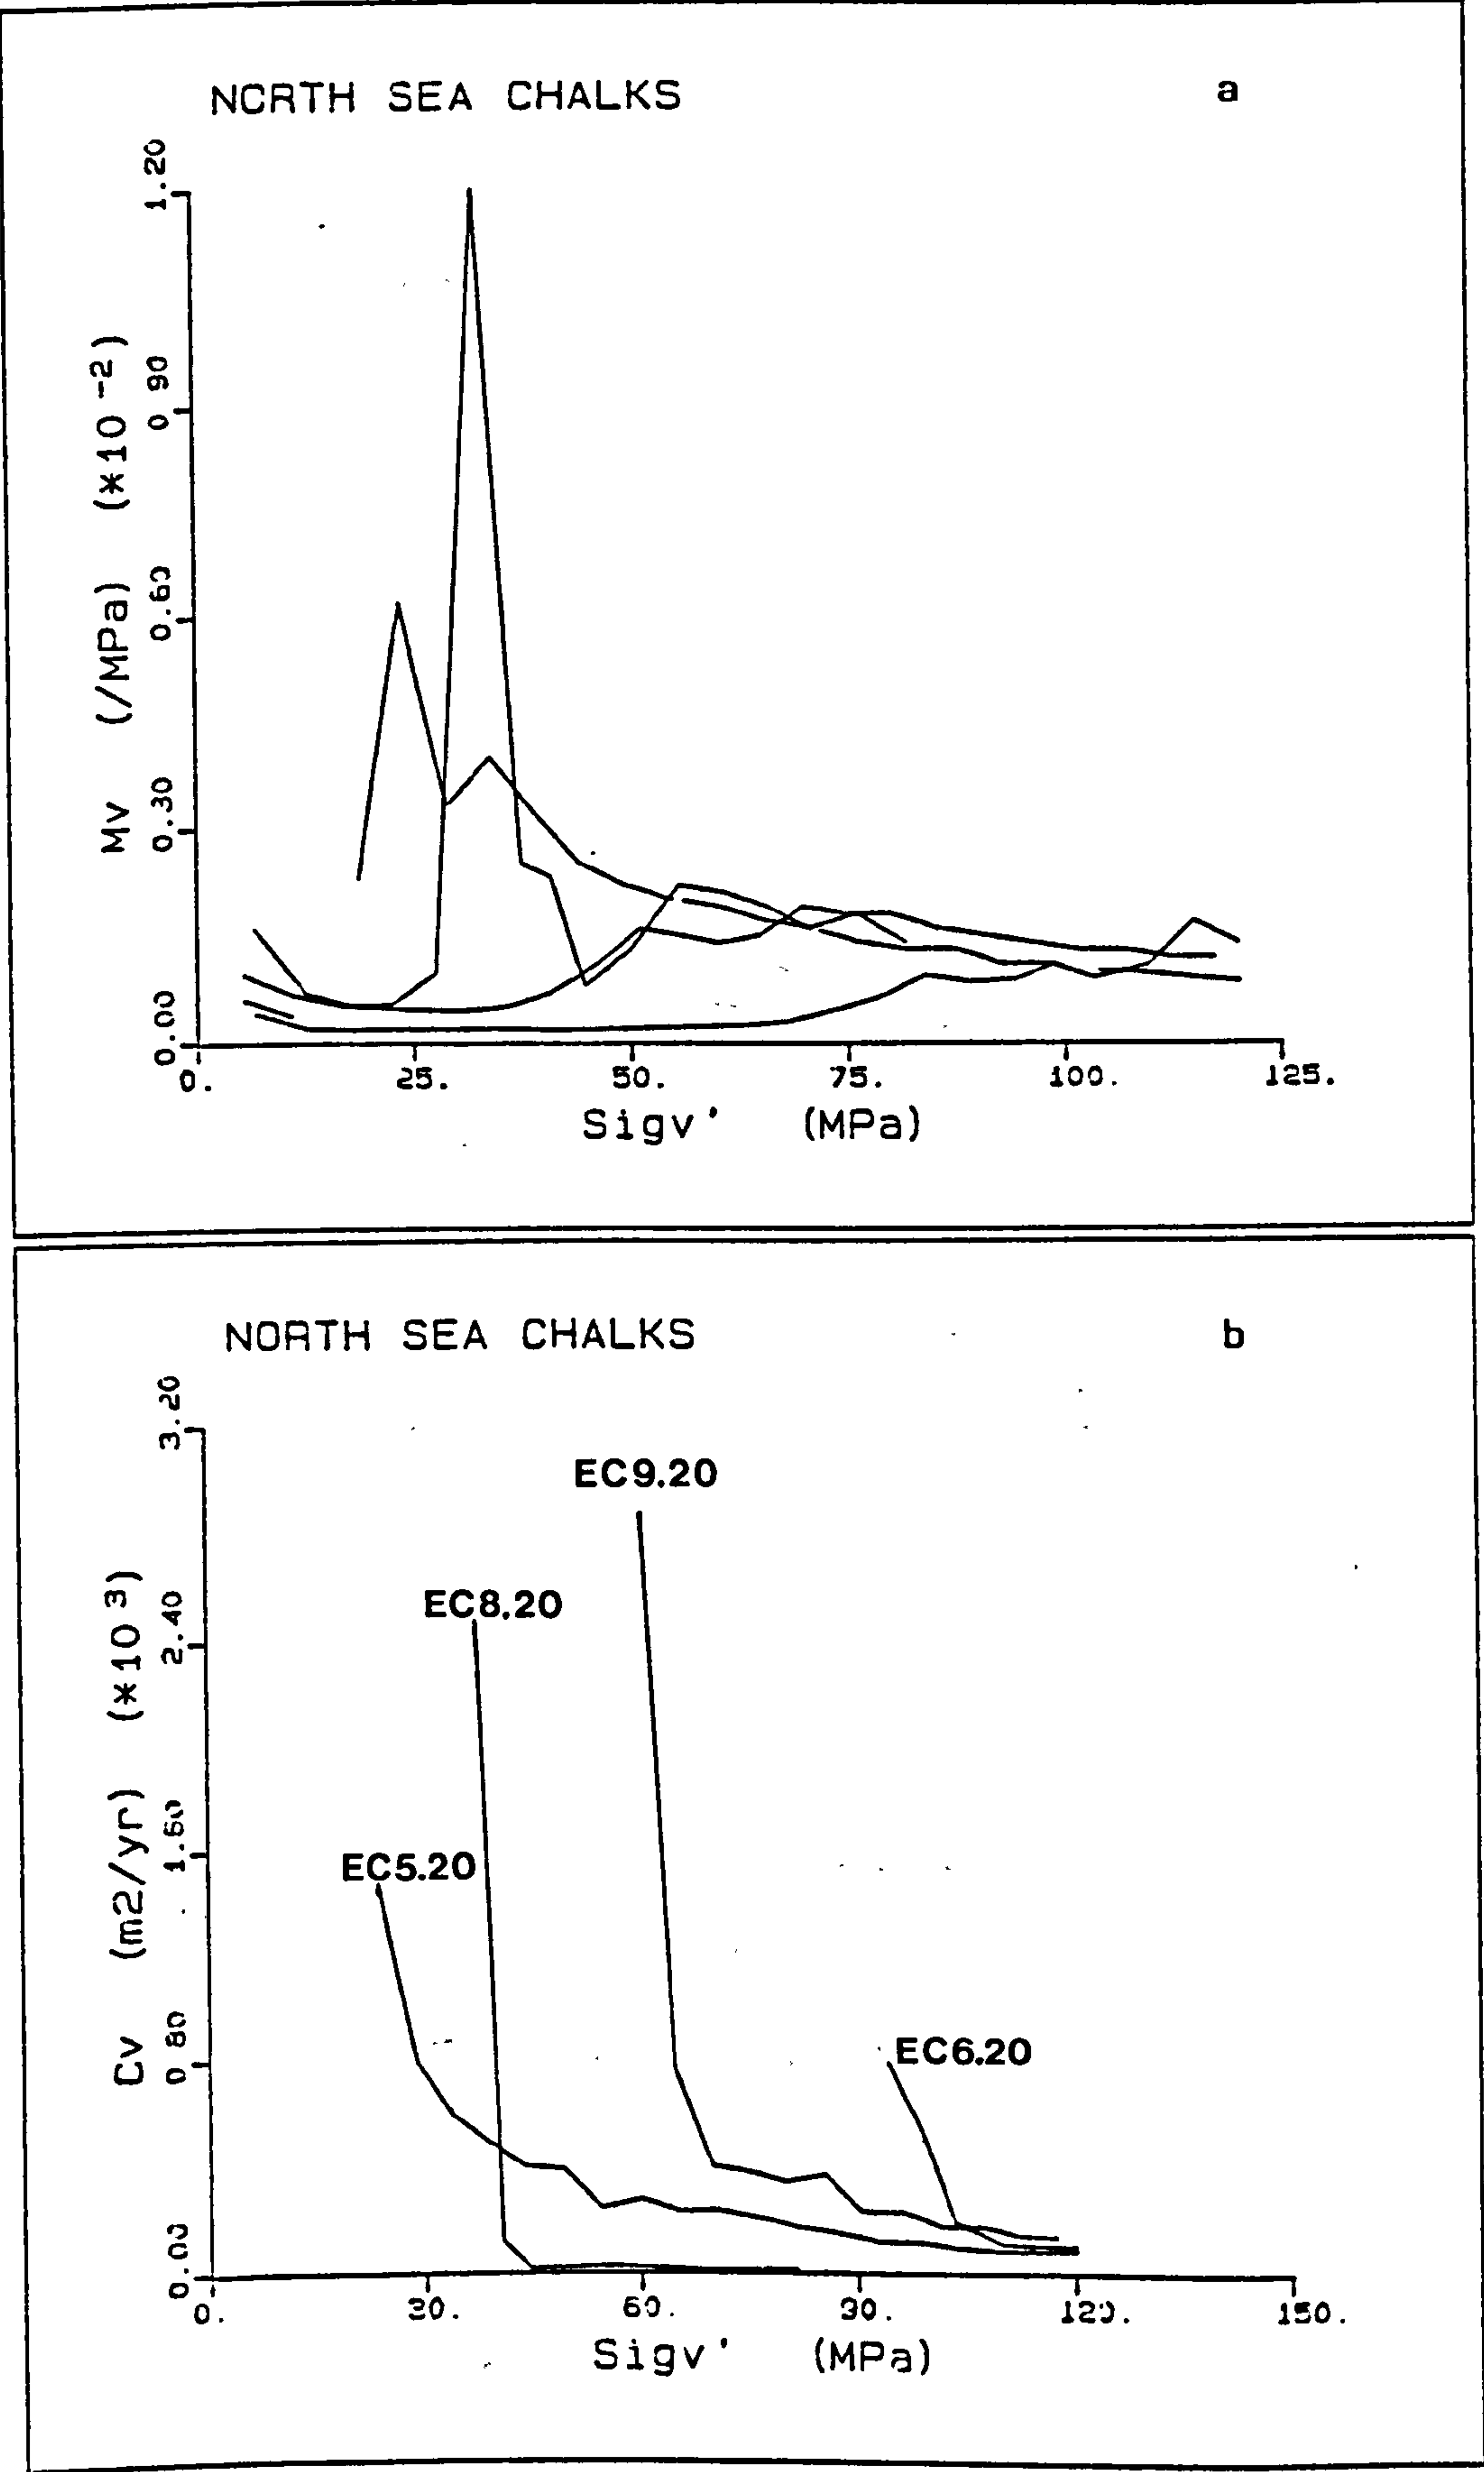 NORTH SEA CHALKS
a
1.20
0.90
0.60
0.30
0.00
Mv (/MPa) (*10-2)
0. 25. 50. 75. 100. 125.
Sigv' (MPa)
NORTH SEA CHALKS
b
3.20
2.40
1.60
0.80
0.00
Cv (m2/yr) (*10 3)
EC9.20
EC8.20
EC5.20
EC6.20
0. 30. 60. 90. 120. 150.
Sigv' (MPa)